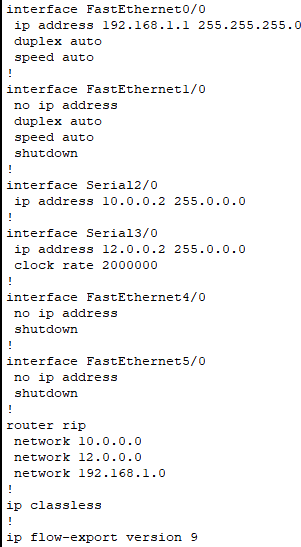 interface FastEthernet0/0
 ip address 192.168.1.1 255.255.255.0
 duplex auto
 speed auto
!
interface FastEthernet1/0
 no ip address
 duplex auto
 speed auto
 shutdown
!
interface Serial2/0
 ip address 10.0.0.2 255.0.0.0
!
interface Serial3/0
 ip address 12.0.0.2 255.0.0.0
 clock rate 2000000
!
interface FastEthernet4/0
 no ip address
 shutdown
!
interface FastEthernet5/0
 no ip address
 shutdown
!
router rip
 network 10.0.0.0
 network 12.0.0.0
 network 192.168.1.0
!
ip classless
!
ip flow-export version 9